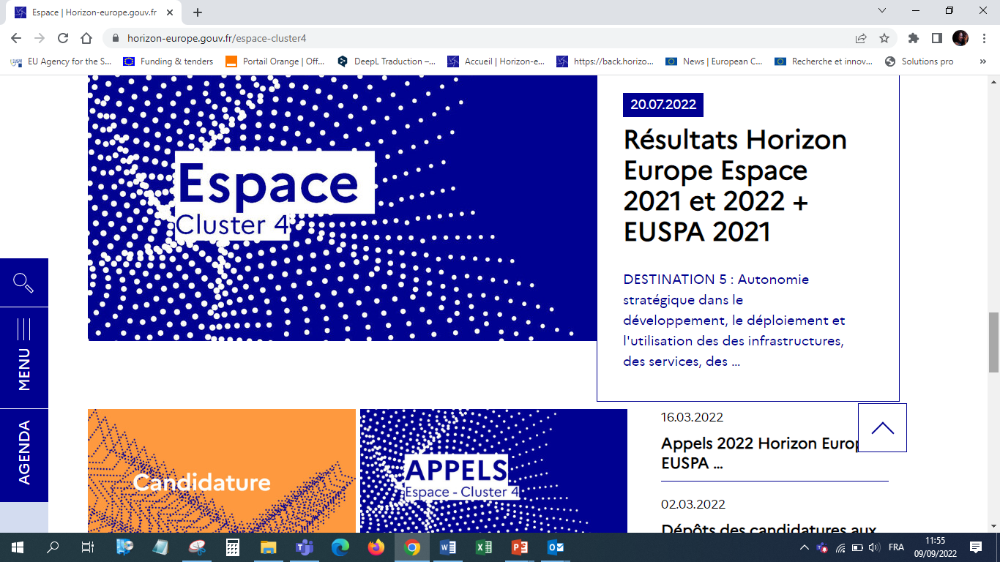 Espace | Horizon-europe.gouv.fr
horizon-europe.gouv.fr/espace-cluster4
EU Agency for the S...
Funding & tenders
Portail Orange | Off...
DeepL Traduction –...
Accueil | Horizon-e...
https://back.horizo...
News | European C...
Recherche et innov...
Solutions pro
»
Espace
Cluster 4
20.07.2022
Résultats Horizon
Europe Espace
2021 et 2022 +
EUSPA 2021
DESTINATION 5 : Autonomie
stratégique dans le
développement, le déploiement et
l'utilisation des des infrastructures,
des services, des ...
MENU
AGENDA
Candidature
APPELS
Espace - Cluster 4
16.03.2022
Appels 2022 Horizon Europ
EUSPA ...
02.03.2022
Dépôts des candidatures aux
FRA
11:55
09/09/2022